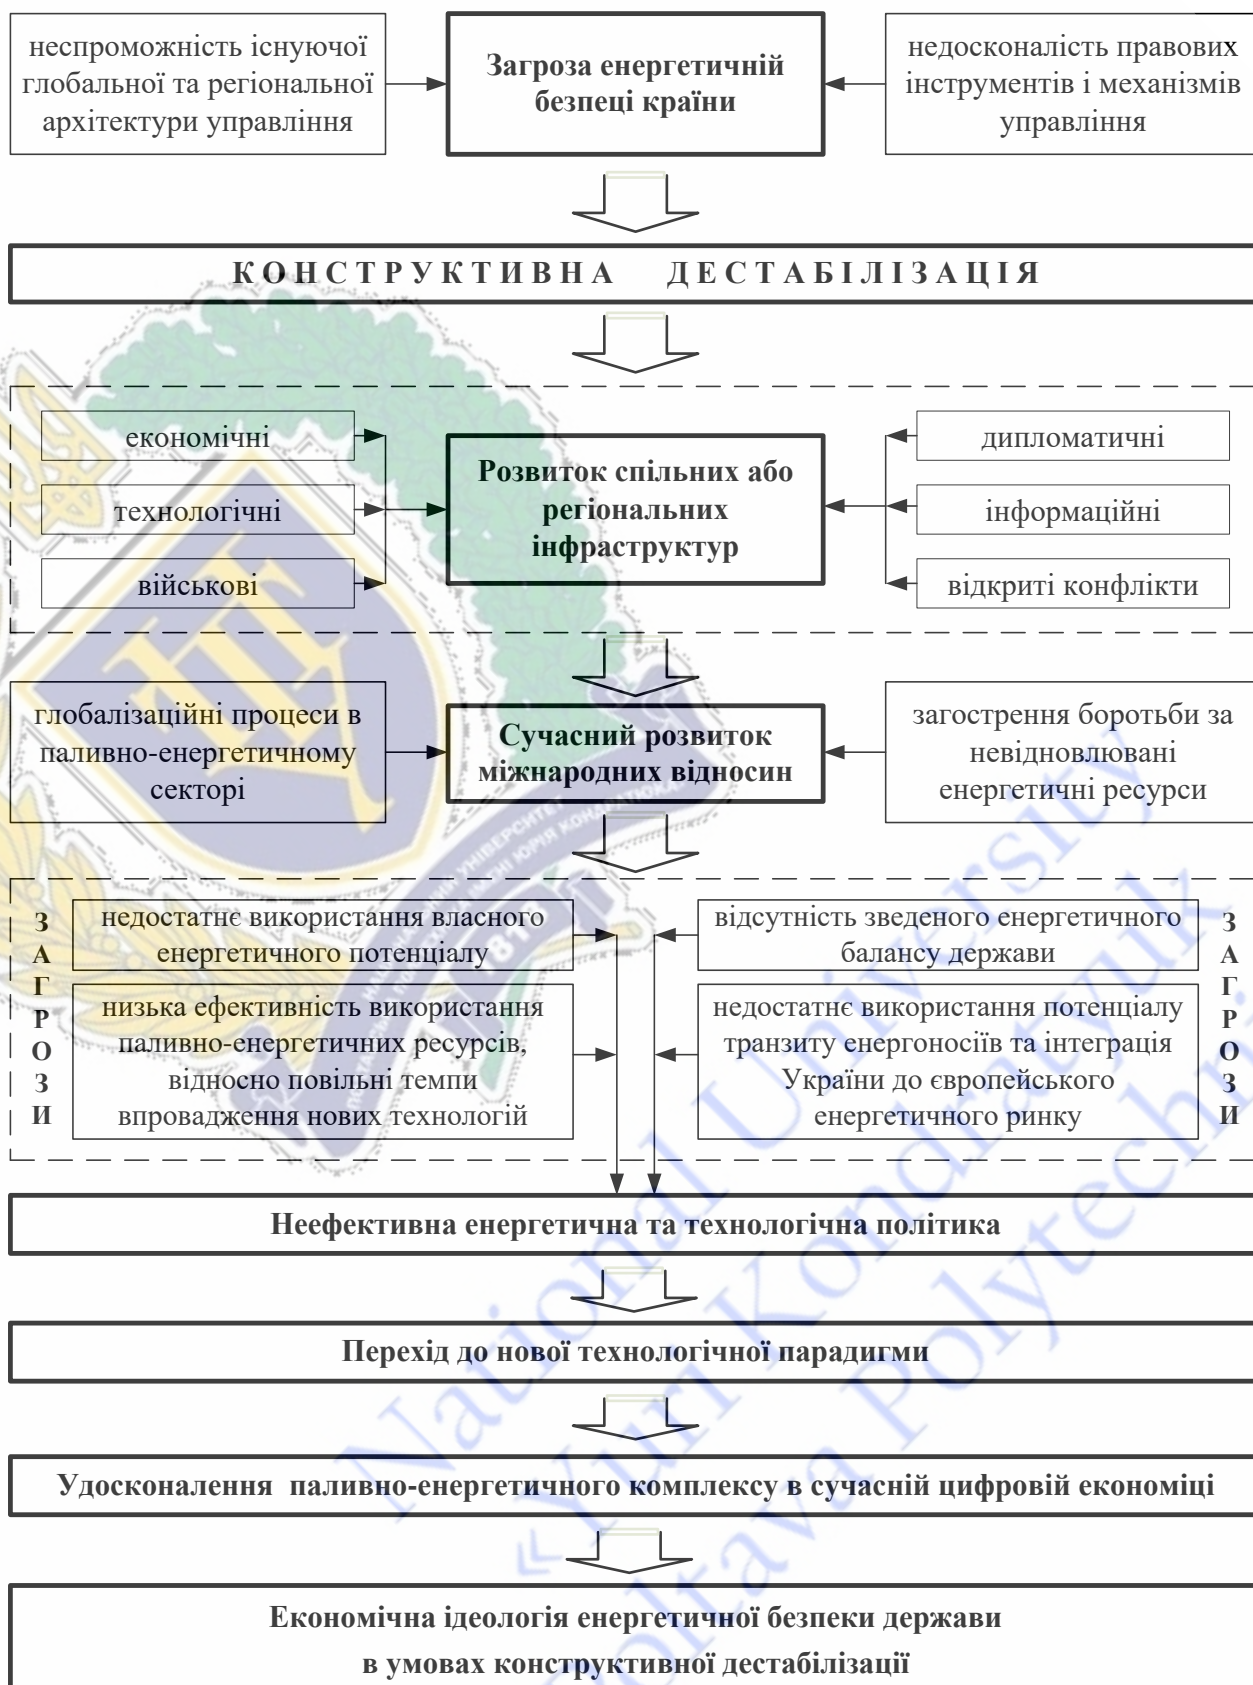 неспроможність існуючої
глобальної та регіональної
архітектури управління
Загроза енергетичній
безпеці країни
недосконалість правових
інструментів і механізмів
управління
КОНСТРУКТИВНА ДЕСТАБІЛІЗАЦІЯ
економічні
технологічні
військові
Розвиток спільних або
регіональних
інфраструктур
дипломатичні
інформаційні
відкриті конфлікти
глобалізаційні процеси в
паливно-енергетичному
секторі
Сучасний розвиток
міжнародних відносин
загострення боротьби за
невідновлювані
енергетичні ресурси
ЗАГРОЗИ
недостатнє використання власного
енергетичного потенціалу
низька ефективність використання
паливно-енергетичних ресурсів,
відносно повільні темпи
впровадження нових технологій
відсутність зведеного енергетичного
балансу держави
недостатнє використання потенціалу
транзиту енергоносіїв та інтеграція
України до європейського
енергетичного ринку
ЗАГРОЗИ
Неефективна енергетична та технологічна політика
Перехід до нової технологічної парадигми
Удосконалення паливно-енергетичного комплексу в сучасній цифровій економіці
Економічна ідеологія енергетичної безпеки держави
в умовах конструктивної дестабілізації
National University
«Yuri Kondratyuk